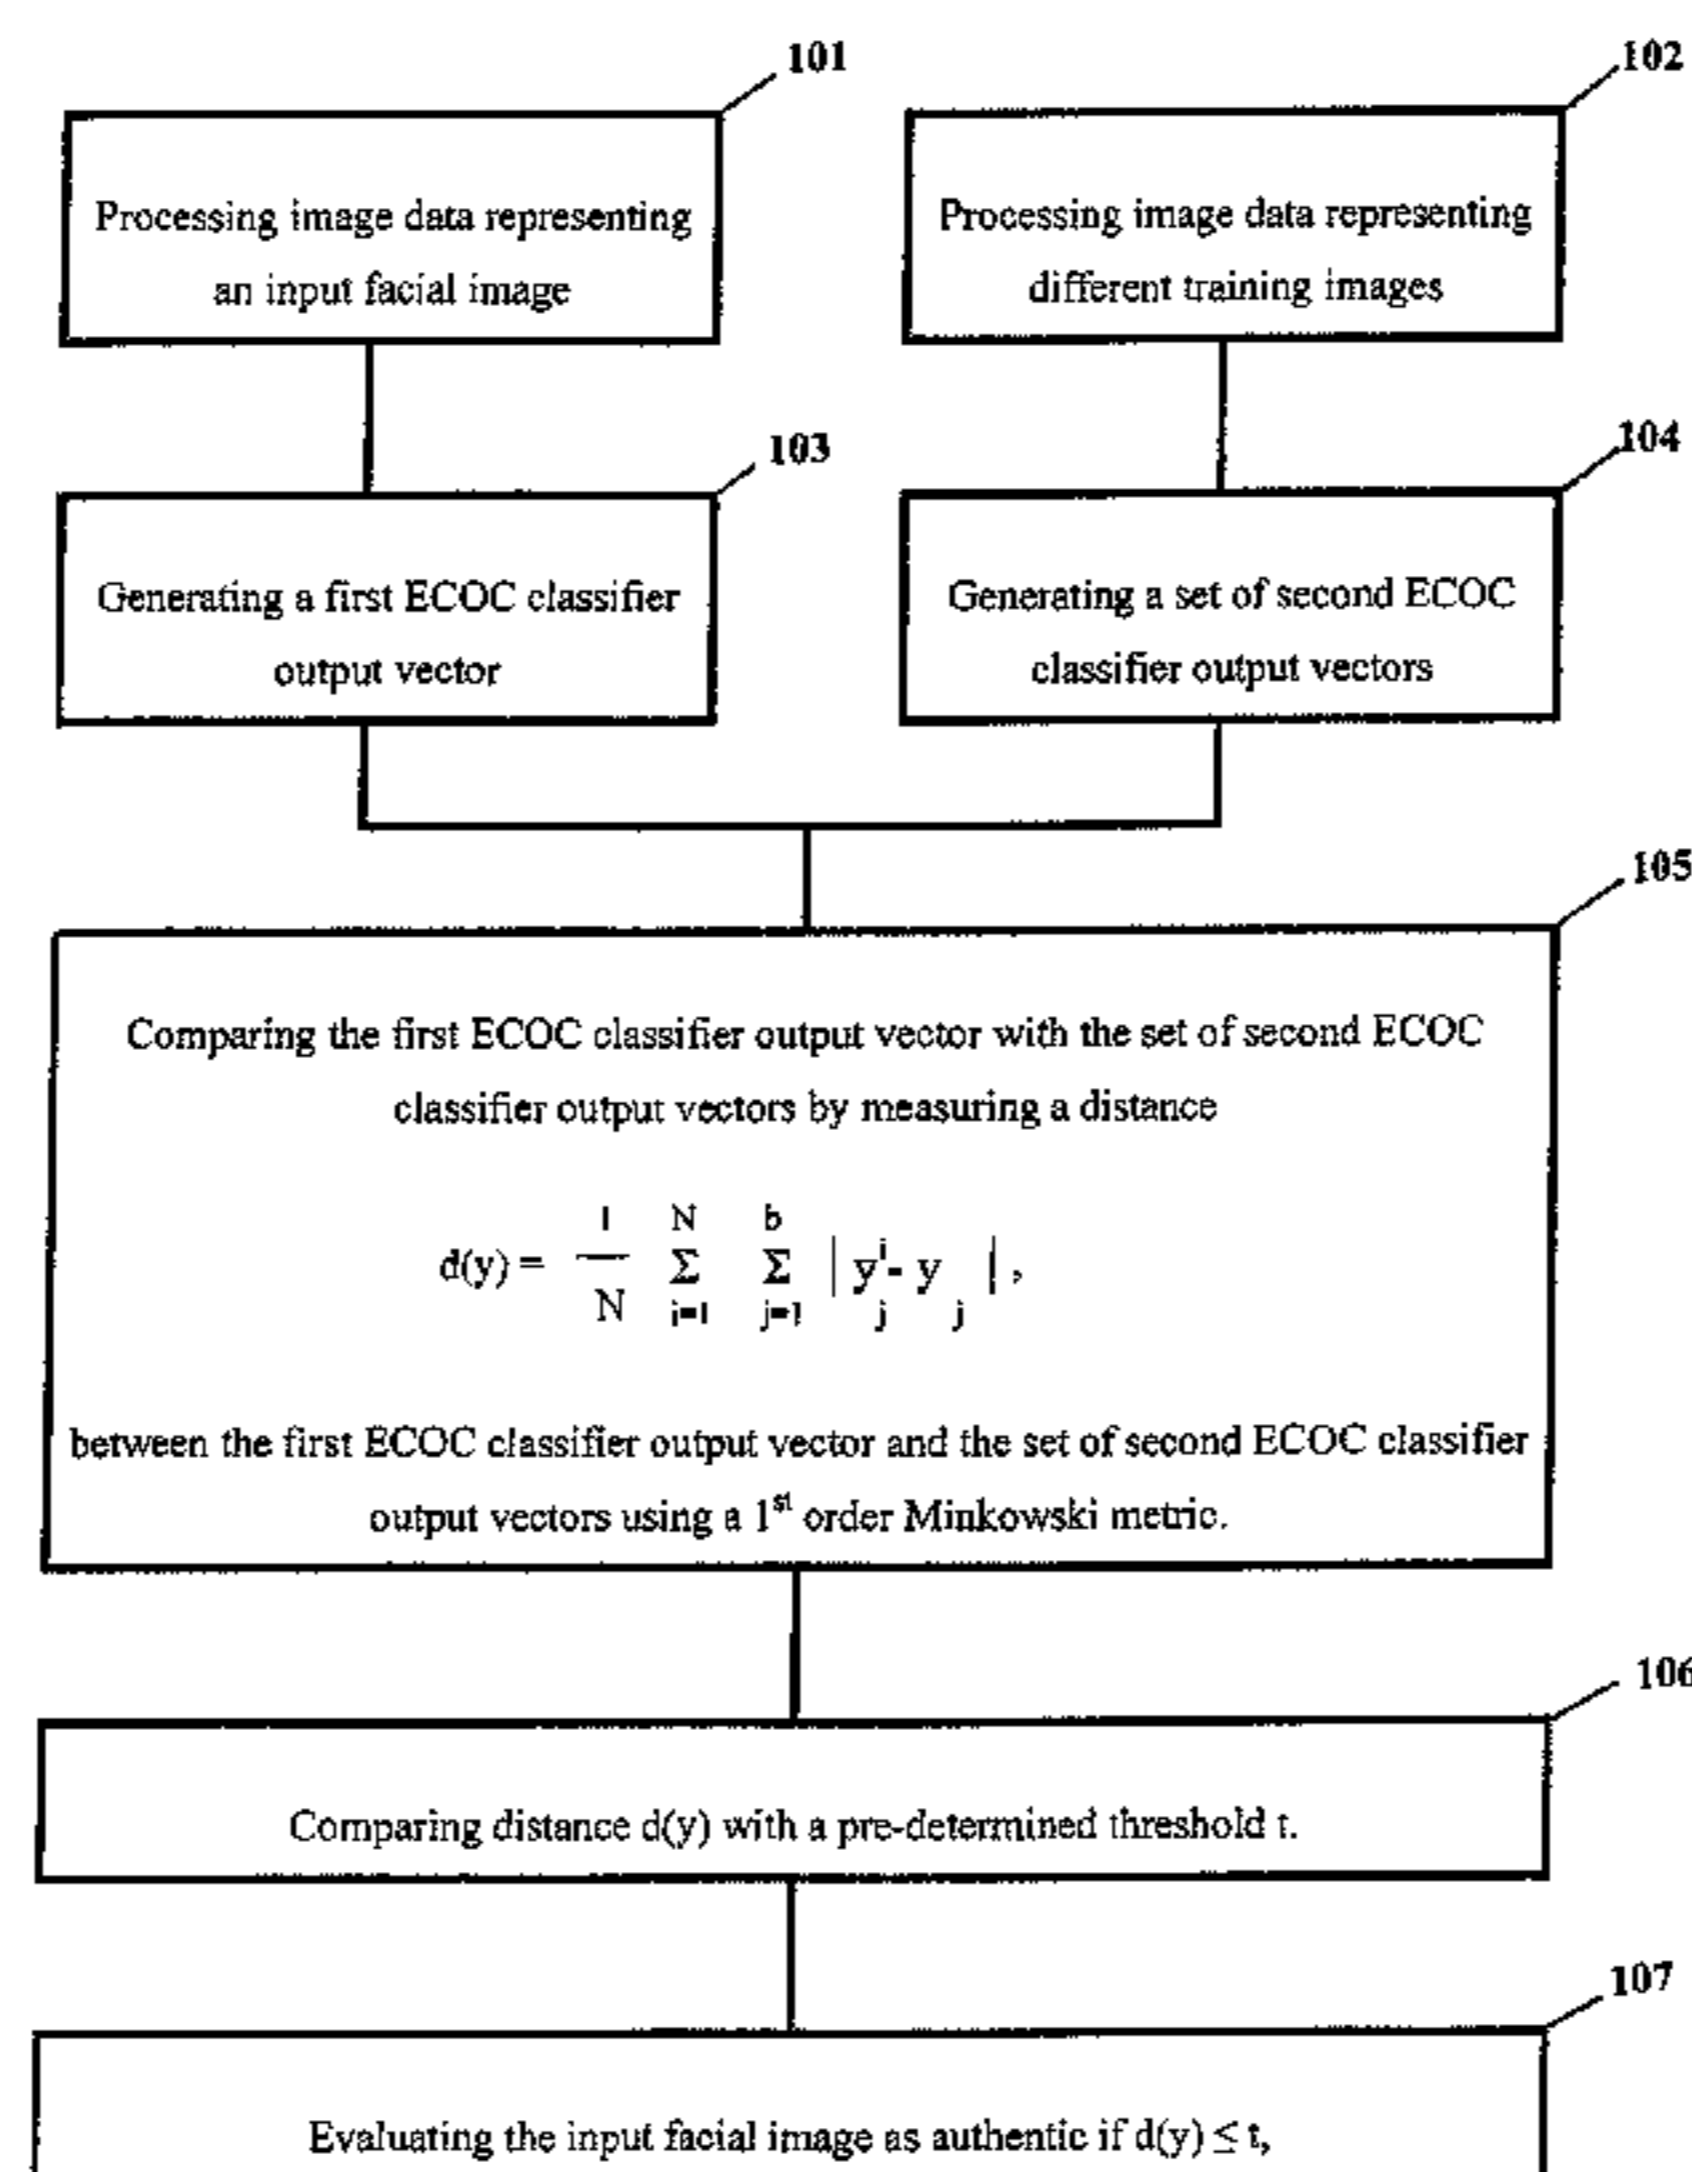 101
102
Processing image data representing
an input facial image
Processing image data representing
different training images
103
104
Generating a first ECOC classifier
output vector
Generating a set of second ECOC
classifier output vectors
105
Comparing the first ECOC classifier output vector with the set of second ECOC
classifier output vectors by measuring a distance
1 N b
d(y) = — Σ Σ | yⁱ - y |,
N i=1 j=1 j j
between the first ECOC classifier output vector and the set of second ECOC classifier
output vectors using a 1st order Minkowski metric.
106
Comparing distance d(y) with a pre-determined threshold t.
107
Evaluating the input facial image as authentic if d(y) ≤ t,